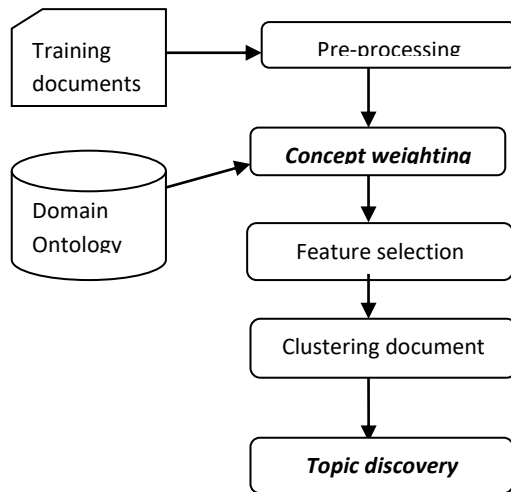 Training
documents
Pre-processing
Concept weighting
Domain
Ontology
Feature selection
Clustering document
Topic discovery